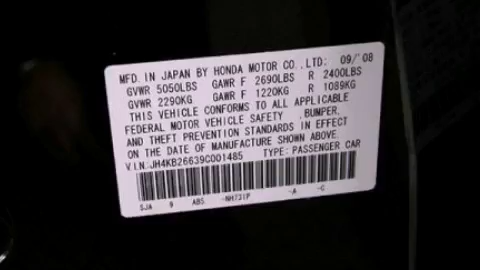 MFD. IN JAPAN BY HONDA MOTOR CO., LTD. 09/'08
GVWR 5050LBS GAWR F 2690LBS R 2400LBS
GVWR 2290KG GAWR F 1220KG R 1089KG
THIS VEHICLE CONFORMS TO ALL APPLICABLE
FEDERAL MOTOR VEHICLE SAFETY , BUMPER,
AND THEFT PREVENTION STANDARDS IN EFFECT
ON THE DATE OF MANUFACTURE SHOWN ABOVE.
V.I.N.:JH4KB26639C001485 TYPE: PASSENGER CAR
SJA 9 ABS -NH731P -A -C